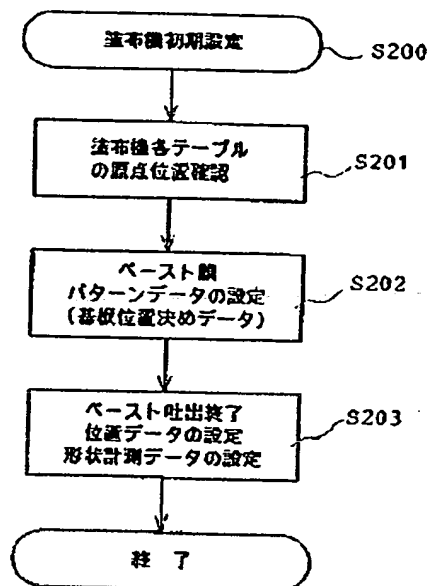 塗布機初期設定
S200
塗布機各テーブル
の原点位置確認
S201
ペースト膜
パターンデータの設定
(基板位置決めデータ)
S202
ペースト吐出終了
位置データの設定
形状計測データの設定
S203
終了